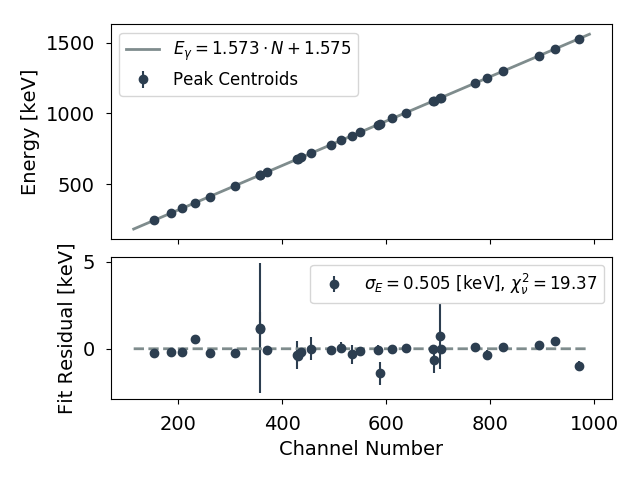 1500
1000
500
Energy [keV]
E_γ = 1.573 · N + 1.575
Peak Centroids
5
0
Fit Residual [keV]
σ_E = 0.505 [keV], χ²_ν = 19.37
200 400 600 800 1000
Channel Number